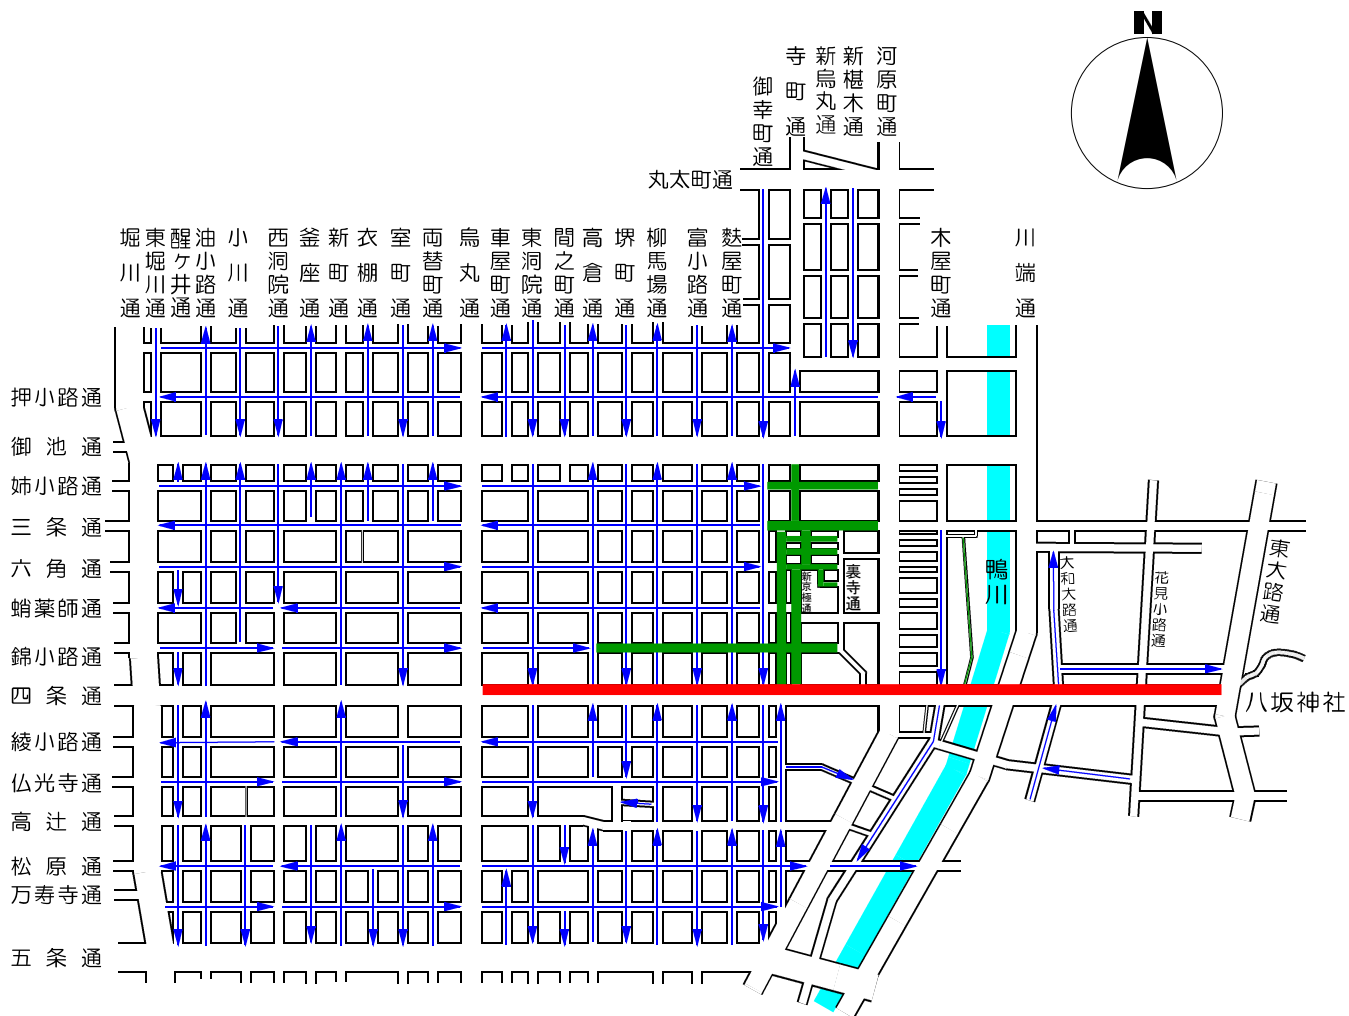 N
寺町通
新烏丸通
新椹木通
河原町通
御幸町通
丸太町通
堀川通
東堀川通
醒ヶ井通
油小路通
小川通
西洞院通
釜座通
新町通
衣棚通
室町通
両替町通
烏丸通
車屋町通
東洞院通
間之町通
高倉通
堺町通
柳馬場通
富小路通
麩屋町通
木屋町通
川端通
押小路通
御池通
姉小路通
三条通
六角通
蛸薬師通
錦小路通
四条通
綾小路通
仏光寺通
高辻通
松原通
万寿寺通
五条通
新京極通
裏寺通
鴨川
大和大路通
花見小路通
東大路通
八坂神社